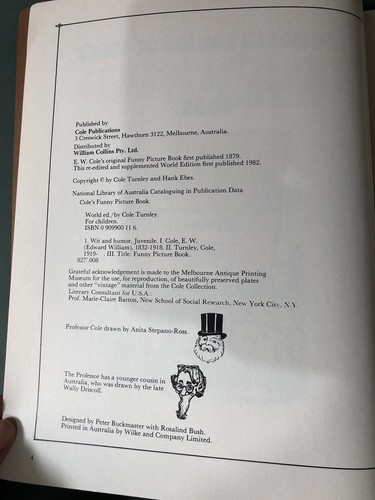 Published by
Cole Publications
3 Creswick Street, Hawthorn 3122, Melbourne, Australia.
Distributed by
William Collins Pty. Ltd.
E. W. Cole's original Funny Picture Book first published 1879.
This re-edited and supplemented World Edition first published 1982.
Copyright © by Cole Turnley and Hank Ebes.
National Library of Australia Cataloguing in Publication Data
Cole's Funny Picture Book.
World ed./by Cole Turnley.
For children.
ISBN 0 909900 11 6.
1. Wit and humor, Juvenile. I. Cole, E. W.
(Edward William), 1832-1918. II. Turnley, Cole,
1919- . III. Title: Funny Picture Book.
827'.008
Grateful acknowledgement is made to the Melbourne Antique Printing
Museum for the use, for reproduction, of beautifully preserved plates
and other "vintage" material from the Cole Collection.
Literary Consultant for U.S.A.:
Prof. Marie-Claire Barton, New School of Social Research, New York City, N.Y.
Professor Cole drawn by Anita Stepano-Ross.
The Professor has a younger cousin in
Australia, who was drawn by the late
Wally Driscoll.
Designed by Peter Buckmaster with Rosalind Bush.
Printed in Australia by Wilke and Company Limited.